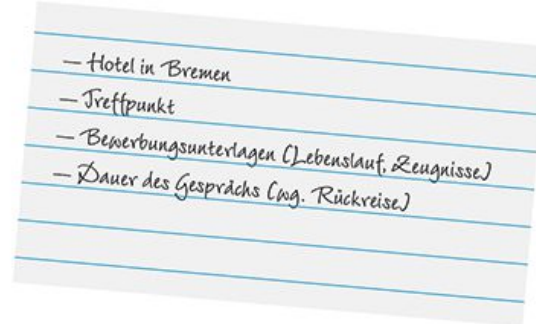 — Hotel in Bremen
— Treffpunkt
— Bewerbungsunterlagen (Lebenslauf, Zeugnisse)
— Dauer des Gesprächs (wg. Rückreise)